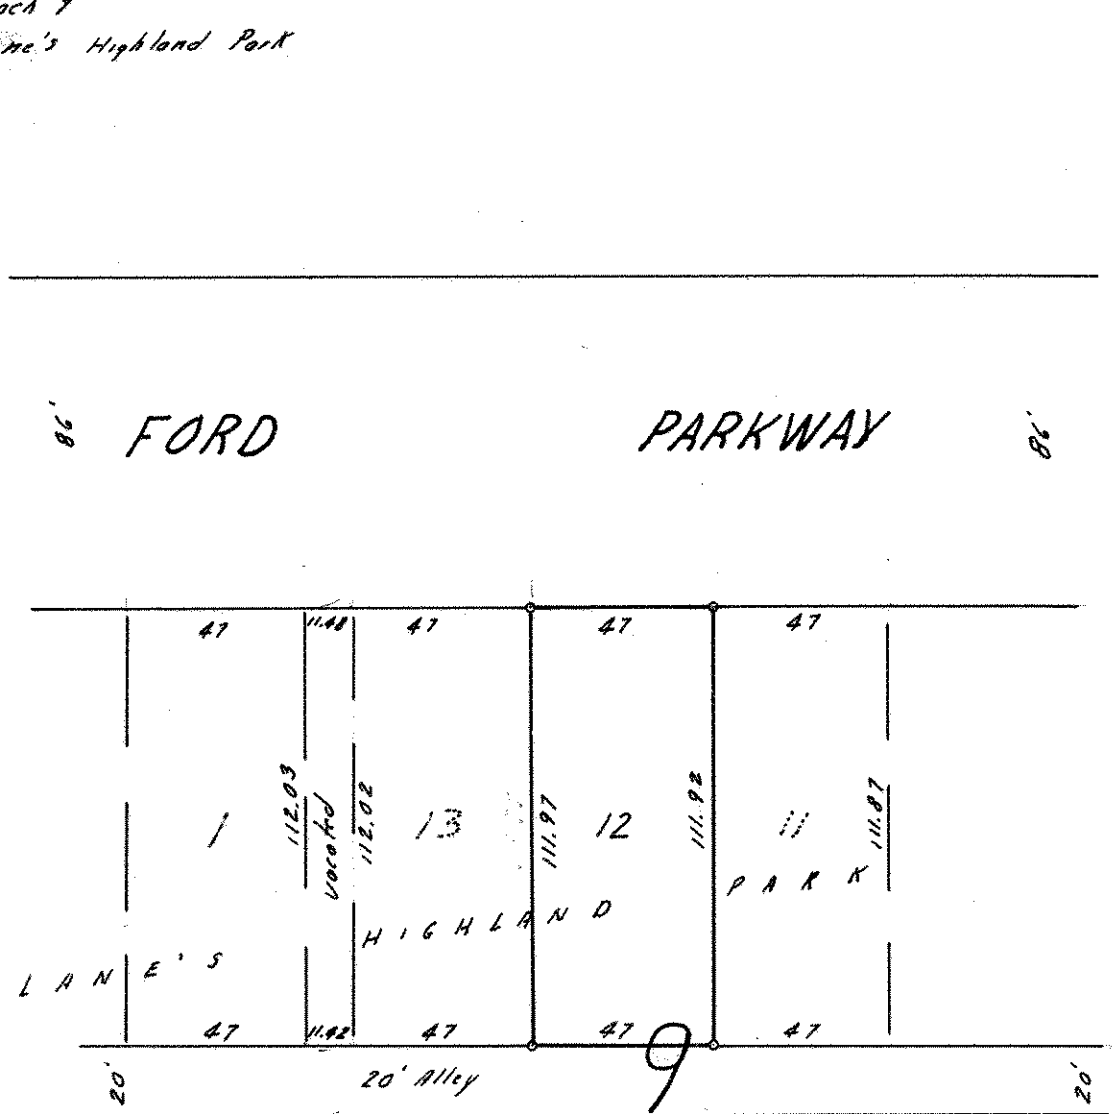 ne's Highland Park
86'
FORD PARKWAY
86'
47 11.48 47 47 47
1 112.03 vacated 112.02 13 111.97 12 111.92 11 111.87
LANE'S HIGHLAND PARK
47 11.42 47 47 47
9
20' 20' Alley 20'